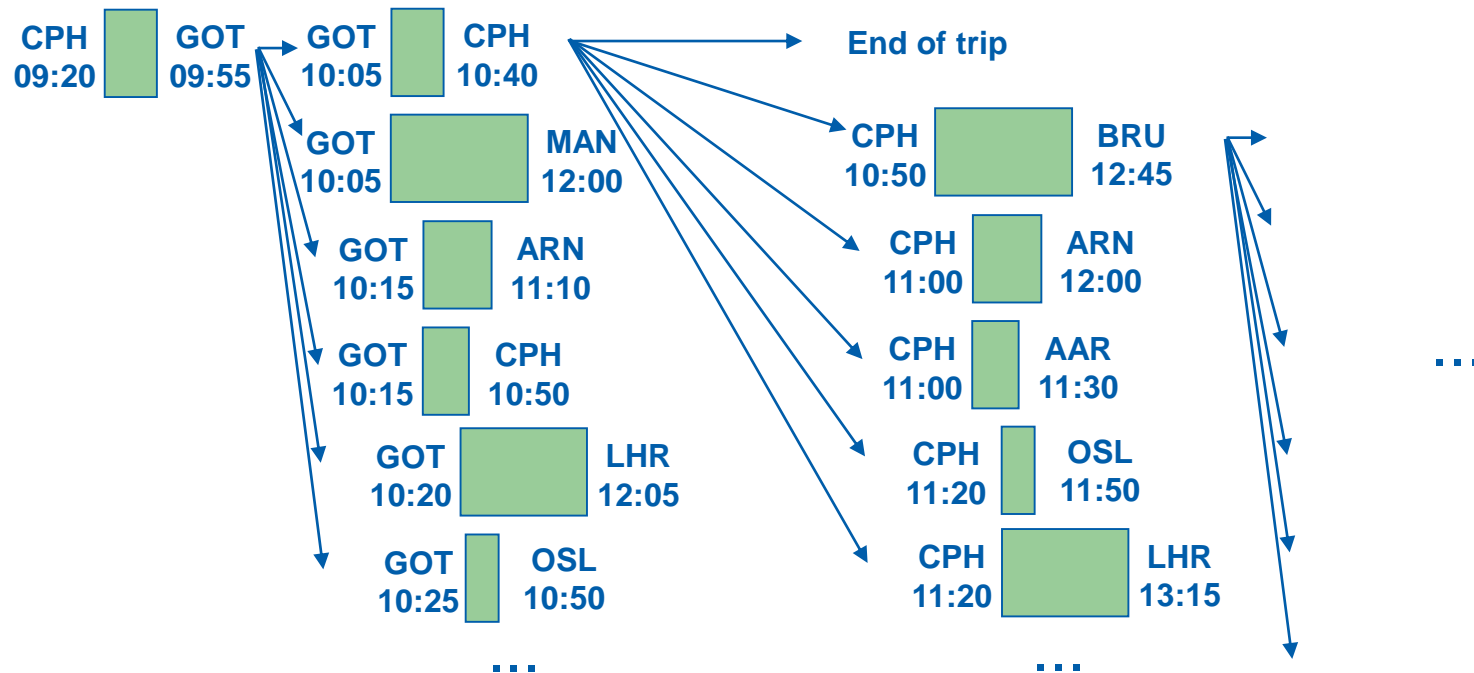 CPH GOT GOT CPH End of trip
09:20 09:55 10:05 10:40
GOT MAN CPH BRU
10:05 12:00 10:50 12:45
GOT ARN CPH ARN
10:15 11:10 11:00 12:00
GOT CPH CPH AAR
10:15 10:50 11:00 11:30
GOT LHR CPH OSL
10:20 12:05 11:20 11:50
GOT OSL CPH LHR
10:25 10:50 11:20 13:15
... ...
...